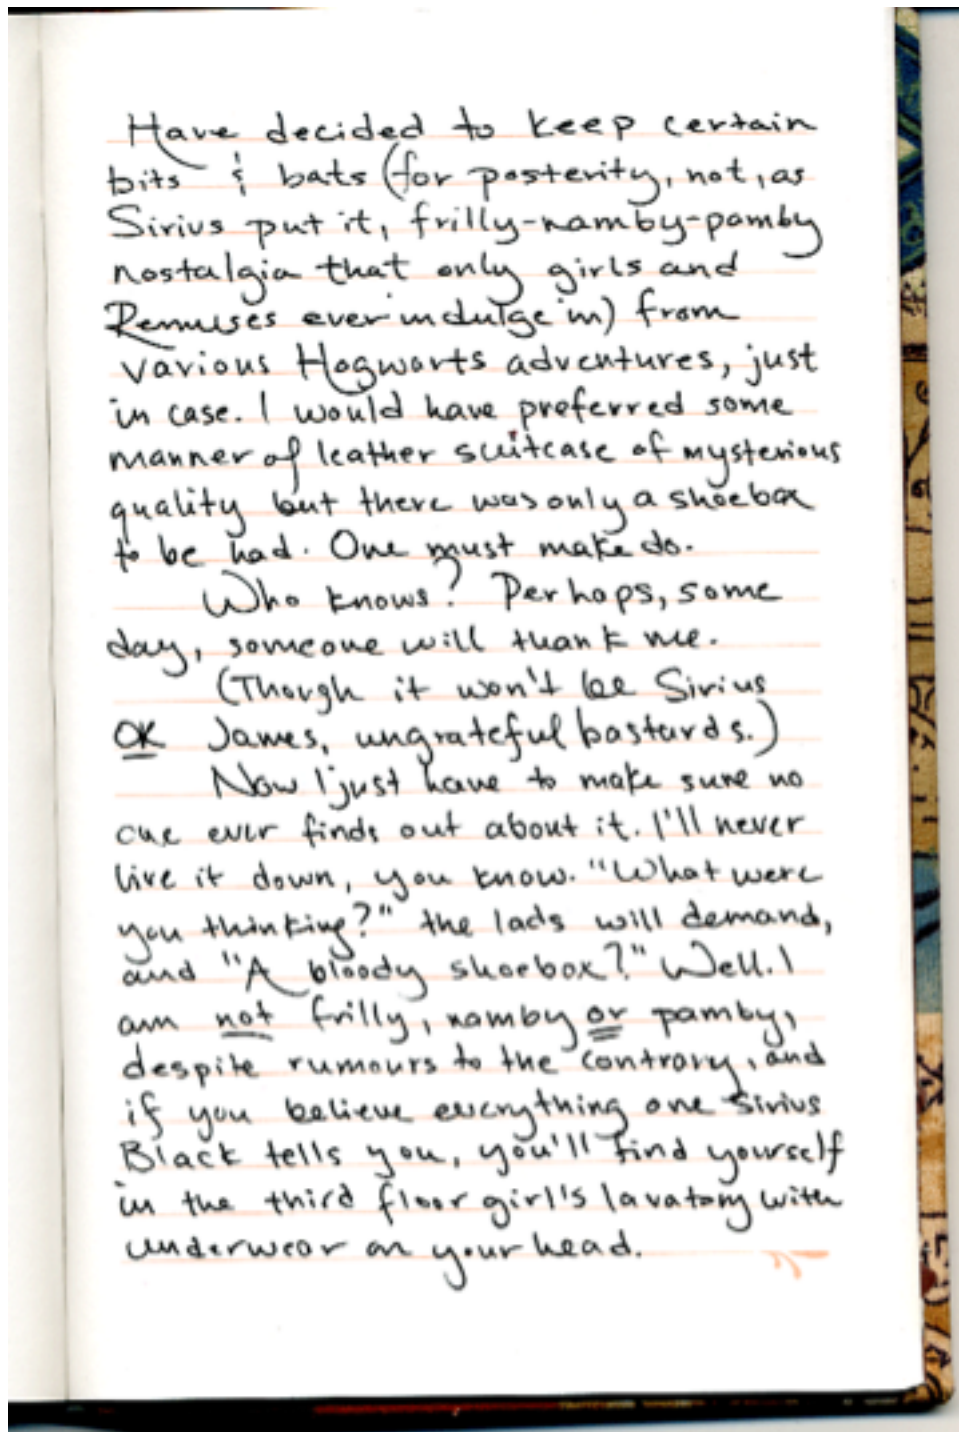 Have decided to keep certain
bits & bats (for posterity, not, as
Sirius put it, frilly-namby-pamby
nostalgia that only girls and
Remuses ever indulge in) from
various Hogwarts adventures, just
in case. I would have preferred some
manner of leather suitcase of mysterious
quality but there was only a shoebox
to be had. One must make do.
Who knows? Perhaps, some
day, someone will thank me.
(Though it won't be Sirius
OR James, ungrateful bastards.)
Now I just have to make sure no
one ever finds out about it. I'll never
live it down, you know. "What were
you thinking?" the lads will demand,
and "A bloody shoebox?" Well. I
am not frilly, namby or pamby,
despite rumours to the contrary, and
if you believe everything one Sirius
Black tells you, you'll find yourself
in the third floor girl's lavatory with
underwear on your head.